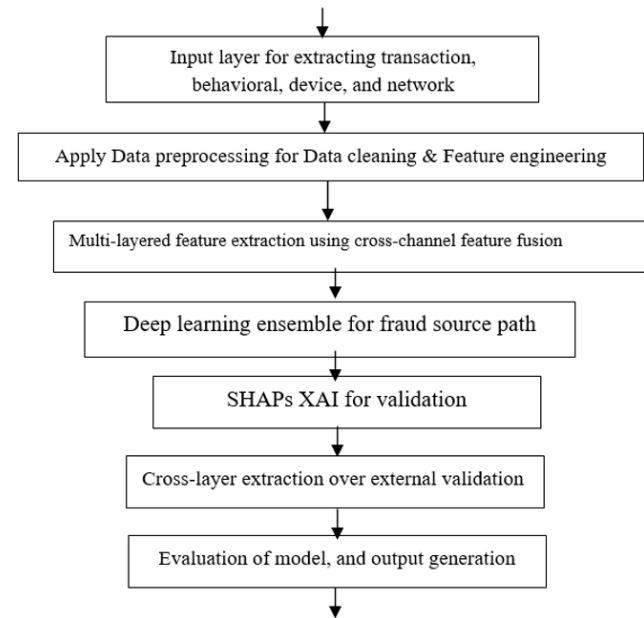 Input layer for extracting transaction,
behavioral, device, and network
Apply Data preprocessing for Data cleaning & Feature engineering
Multi-layered feature extraction using cross-channel feature fusion
Deep learning ensemble for fraud source path
SHAPs XAI for validation
Cross-layer extraction over external validation
Evaluation of model, and output generation